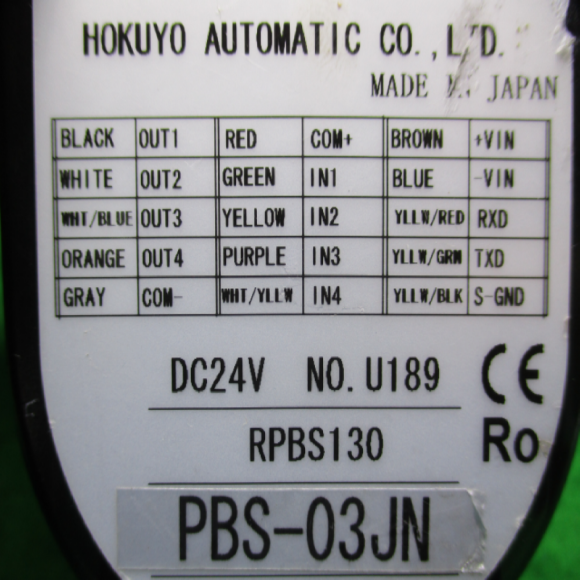 HOKUYO AUTOMATIC CO.,LTD.
MADE IN JAPAN
BLACK OUT1 RED COM+ BROWN +VIN
WHITE OUT2 GREEN IN1 BLUE -VIN
WHT/BLUE OUT3 YELLOW IN2 YLLW/RED RXD
ORANGE OUT4 PURPLE IN3 YLLW/GRN TXD
GRAY COM- WHT/YLLW IN4 YLLW/BLK S-GND
DC24V NO. U189 CE
RPBS130 Ro
PBS-03JN